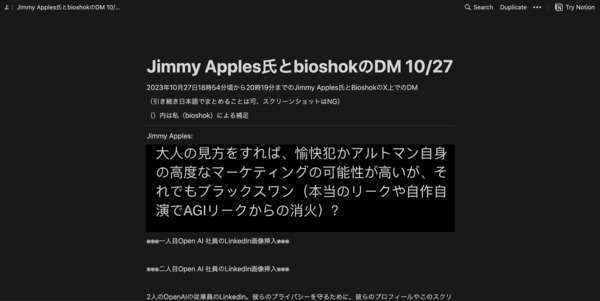 よ / Jimmy Apples氏とbioshokのDM 10/...
Search Duplicate ••• Try Notion
Jimmy Apples氏とbioshokのDM 10/27
2023年10月27日18時54分頃から20時19分までのJimmy Apples氏とBioshokのX上でのDM
（引き続き日本語でまとめることは可、スクリーンショットはNG）
（）内は私（bioshok）による補足
Jimmy Apples:
大人の見方をすれば、愉快犯かアルトマン自身
の高度なマーケティングの可能性が高いが、そ
れでもブラックスワン（本当のリークや自作自
演でAGIリークからの消火）?
※※※一人目Open AI 社員のLinkedIn画像挿入※※※
※※※二人目Open AI 社員のLinkedIn画像挿入※※※
2人のOpenAIの従業員のLinkedin。彼らのプライバシーを守るために、彼らのプロフィールやこのスクリ